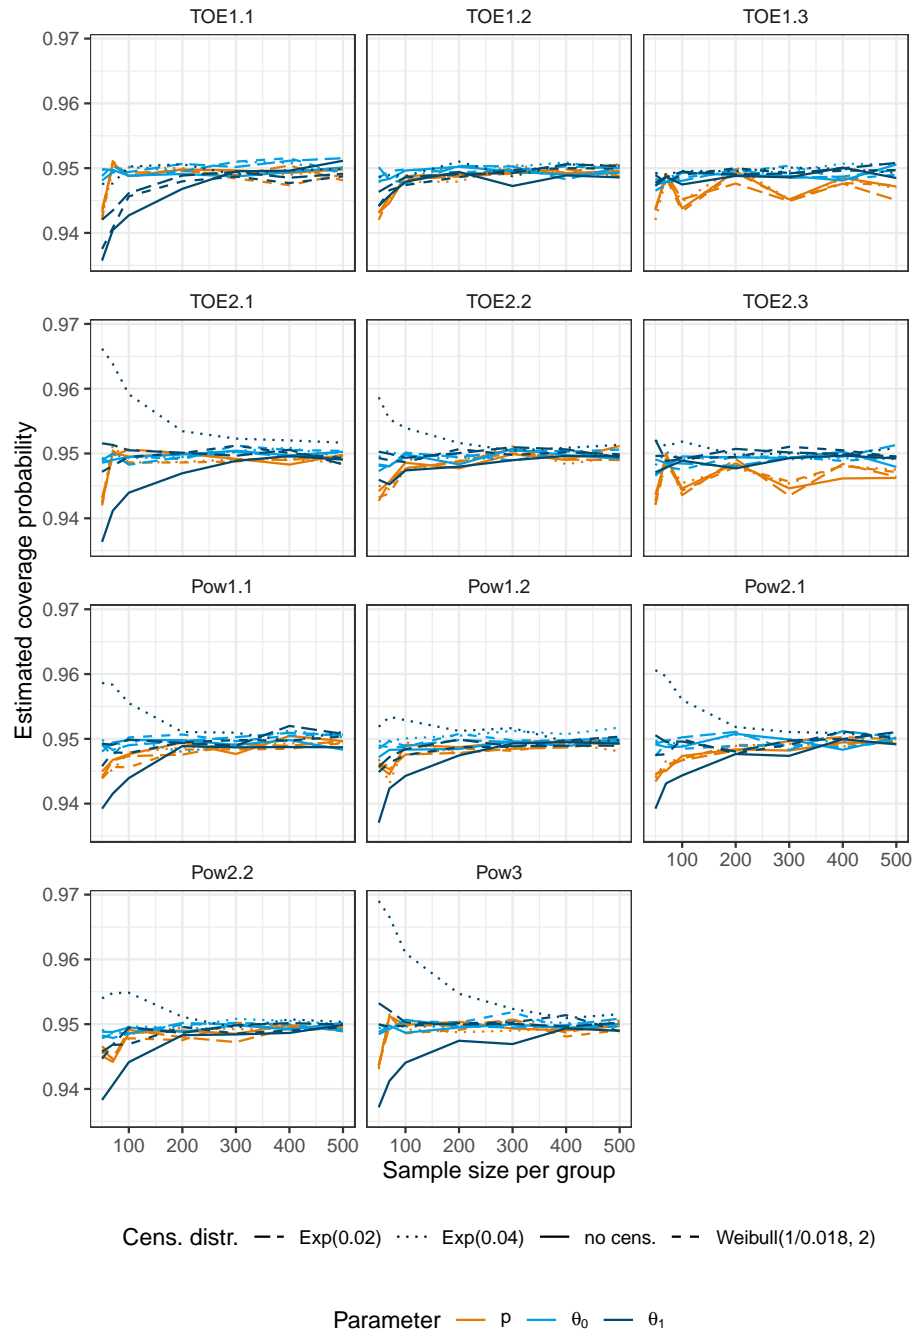 TOE1.1 TOE1.2 TOE1.3
0.97
0.96
0.95
0.94
TOE2.1 TOE2.2 TOE2.3
0.97
0.96
0.95
0.94
Estimated coverage probability
Pow1.1 Pow1.2 Pow2.1
0.97
0.96
0.95
0.94
100 200 300 400 500
Pow2.2 Pow3
0.97
0.96
0.95
0.94
100 200 300 400 500 100 200 300 400 500
Sample size per group
Cens. distr. Exp(0.02) Exp(0.04) no cens. Weibull(1/0.018, 2)
Parameter p θ₀ θ₁